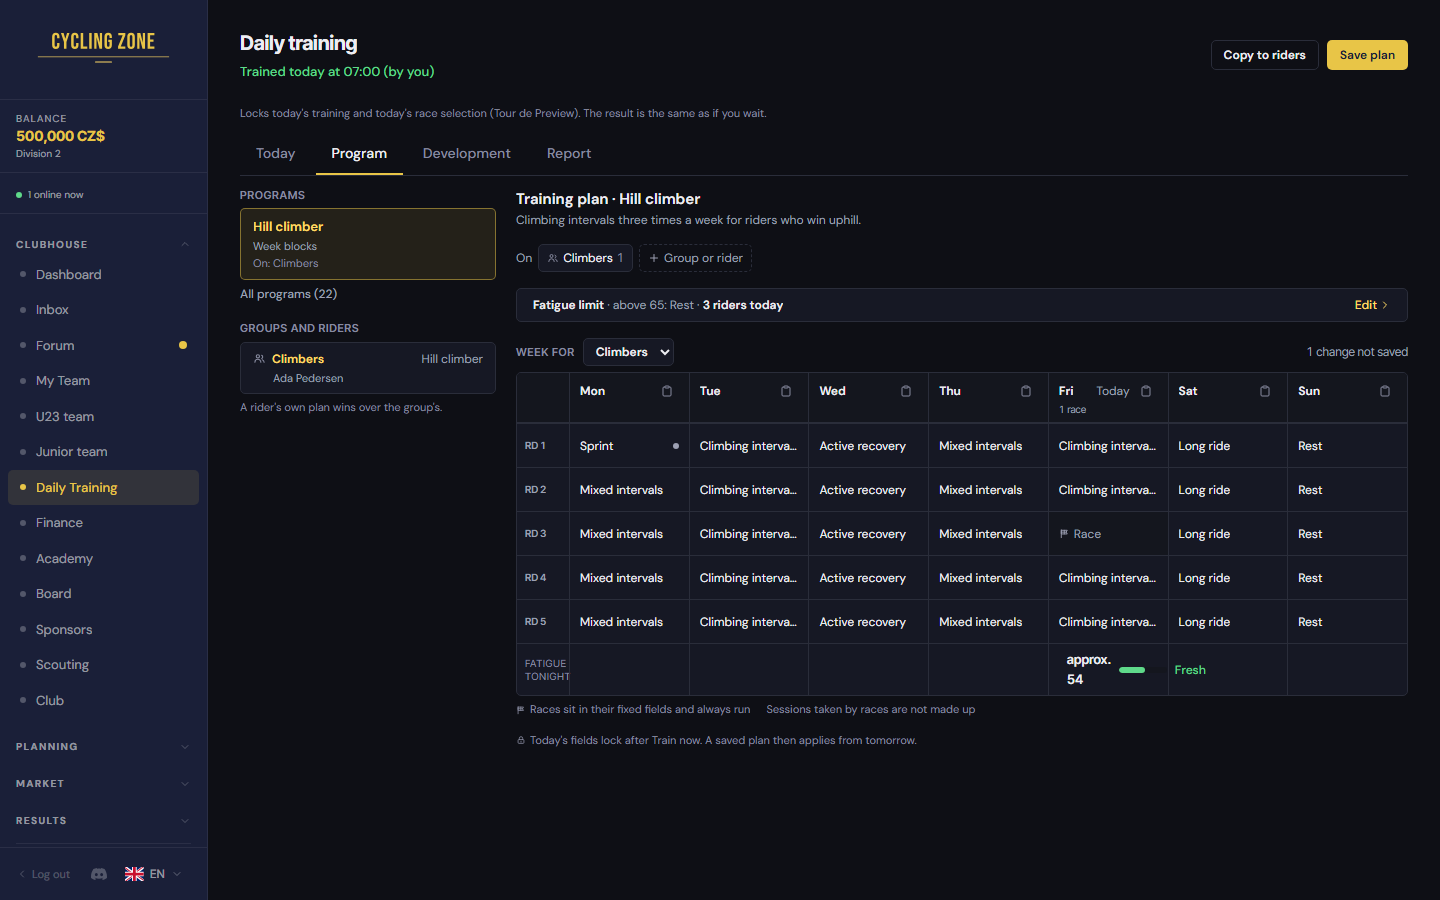 CYCLING ZONE
BALANCE
500,000 CZ$
Division 2
1 online now
CLUBHOUSE
Dashboard
Inbox
Forum
My Team
U23 team
Junior team
Daily Training
Finance
Academy
Board
Sponsors
Scouting
Club
PLANNING
MARKET
RESULTS
Log out
EN
Daily training
Trained today at 07:00 (by you)
Copy to riders
Save plan
Locks today's training and today's race selection (Tour de Preview). The result is the same as if you wait.
Today Program Development Report
PROGRAMS
Hill climber
Week blocks
On: Climbers
All programs (22)
GROUPS AND RIDERS
Climbers Hill climber
Ada Pedersen
A rider's own plan wins over the group's.
Training plan · Hill climber
Climbing intervals three times a week for riders who win uphill.
On Climbers 1 + Group or rider
Fatigue limit · above 65: Rest · 3 riders today Edit
WEEK FOR Climbers 1 change not saved
Mon Tue Wed Thu Fri Today Sat Sun
1 race
RD 1 Sprint Climbing interva... Active recovery Mixed intervals Climbing interva... Long ride Rest
RD 2 Mixed intervals Climbing interva... Active recovery Mixed intervals Climbing interva... Long ride Rest
RD 3 Mixed intervals Climbing interva... Active recovery Mixed intervals Race Long ride Rest
RD 4 Mixed intervals Climbing interva... Active recovery Mixed intervals Climbing interva... Long ride Rest
RD 5 Mixed intervals Climbing interva... Active recovery Mixed intervals Climbing interva... Long ride Rest
FATIGUE TONIGHT approx. 54 Fresh
Races sit in their fixed fields and always run Sessions taken by races are not made up
Today's fields lock after Train now. A saved plan then applies from tomorrow.